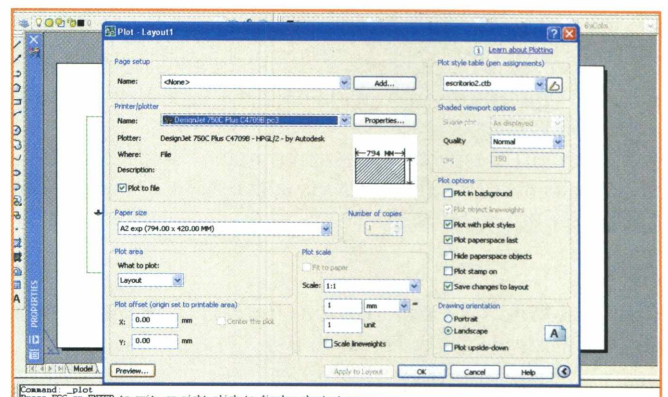 Plot - Layout1
Learn about Plotting
Page setup
Name: <None> Add...
Plot style table (pen assignments)
escritorio2.ctb
Printer/plotter
Name: DesignJet 750C Plus C4709B.pc3 Properties...
Plotter: DesignJet 750C Plus C4709B - HPGL/2 - by Autodesk
Where: File
Description:
Plot to file
794 MM
Shaded viewport options
As displayed
Quality Normal
Paper size
A2 exp (794.00 x 420.00 MM)
Number of copies
1
Plot options
Plot in background
Plot object lineweights
Plot with plot styles
Plot paperspace last
Hide paperspace objects
Plot stamp on
Save changes to layout
Plot area
What to plot:
Layout
Plot scale
Fit to paper
Scale: 1:1
1 mm =
1 unit
Scale lineweights
Plot offset (origin set to printable area)
X: 0.00 mm Center the plot
Y: 0.00 mm
Drawing orientation
Portrait
Landscape
Plot upside-down
A
Preview... Apply to Layout OK Cancel Help
PROPERTIES
A
Model
Command: _plot